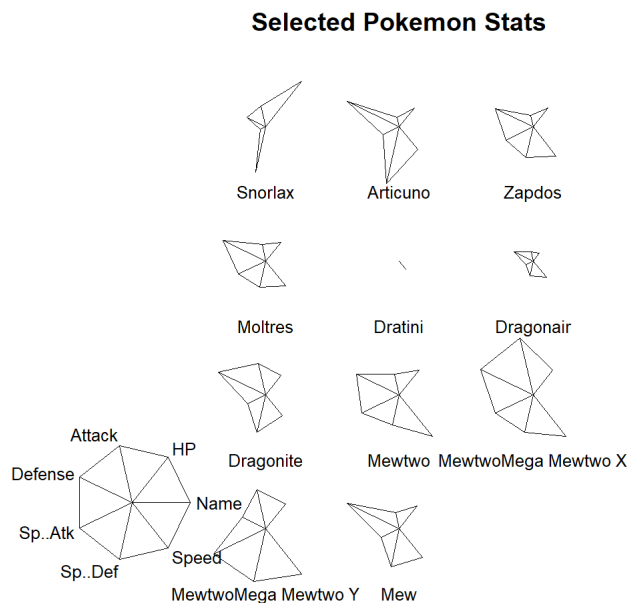 Selected Pokemon Stats
Snorlax
Articuno
Zapdos
Moltres
Dratini
Dragonair
Dragonite
Mewtwo
MewtwoMega Mewtwo X
MewtwoMega Mewtwo Y
Mew
Attack
HP
Defense
Name
Sp..Atk
Speed
Sp..Def